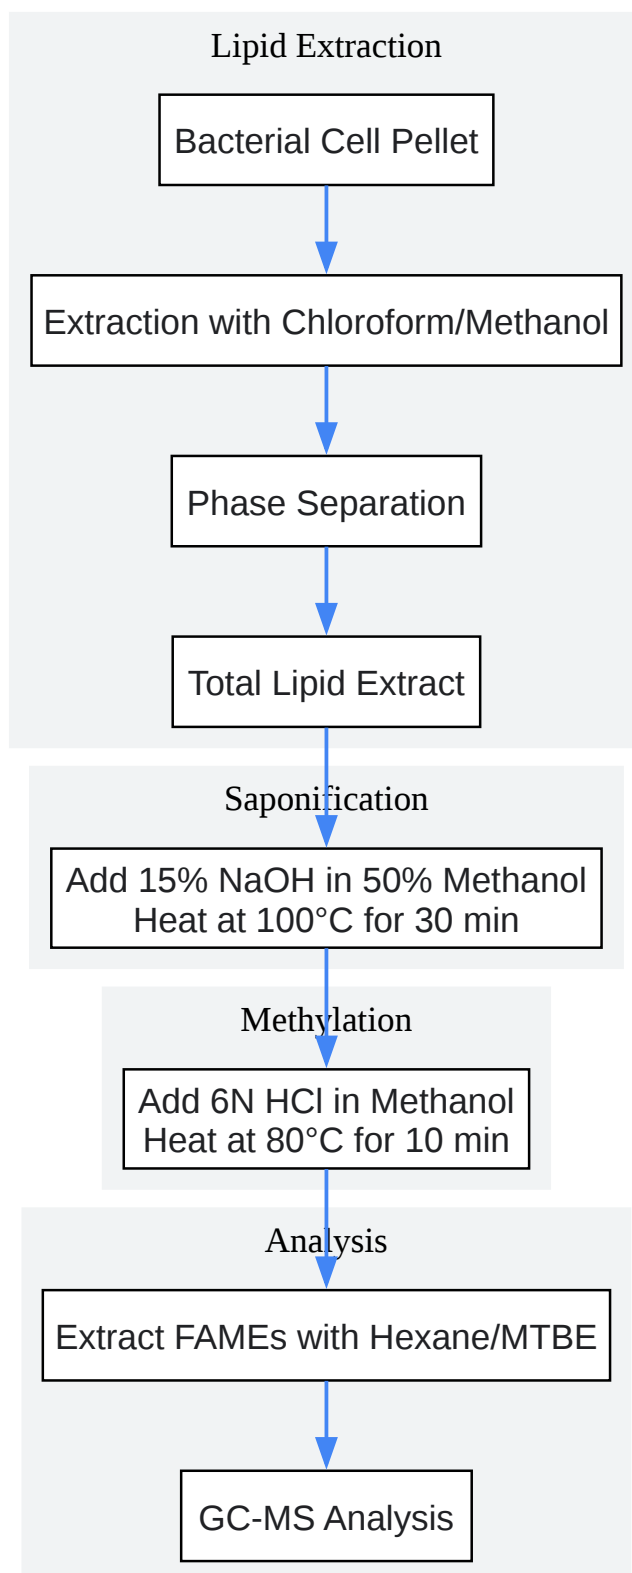 Lipid Extraction
Bacterial Cell Pellet
Extraction with Chloroform/Methanol
Phase Separation
Total Lipid Extract
Saponification
Add 15% NaOH in 50% Methanol
Heat at 100°C for 30 min
Methylation
Add 6N HCl in Methanol
Heat at 80°C for 10 min
Analysis
Extract FAMEs with Hexane/MTBE
GC-MS Analysis